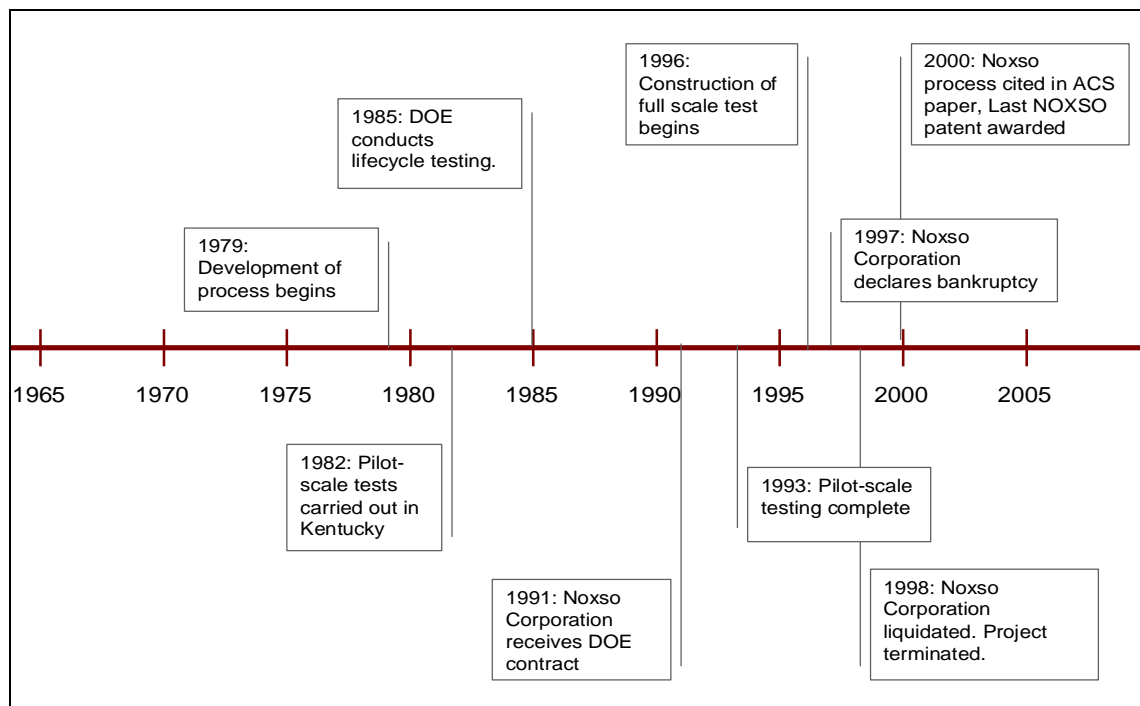 1996:
Construction of
full scale test
begins
2000: Noxso
process cited in ACS
paper, Last NOXSO
patent awarded
1985: DOE
conducts
lifecycle testing.
1979:
Development of
process begins
1997: Noxso
Corporation
declares bankruptcy
1965 1970 1975 1980 1985 1990 1995 2000 2005
1982: Pilot-
scale tests
carried out in
Kentucky
1993: Pilot-scale
testing complete
1991: Noxso
Corporation
receives DOE
contract
1998: Noxso
Corporation
liquidated. Project
terminated.